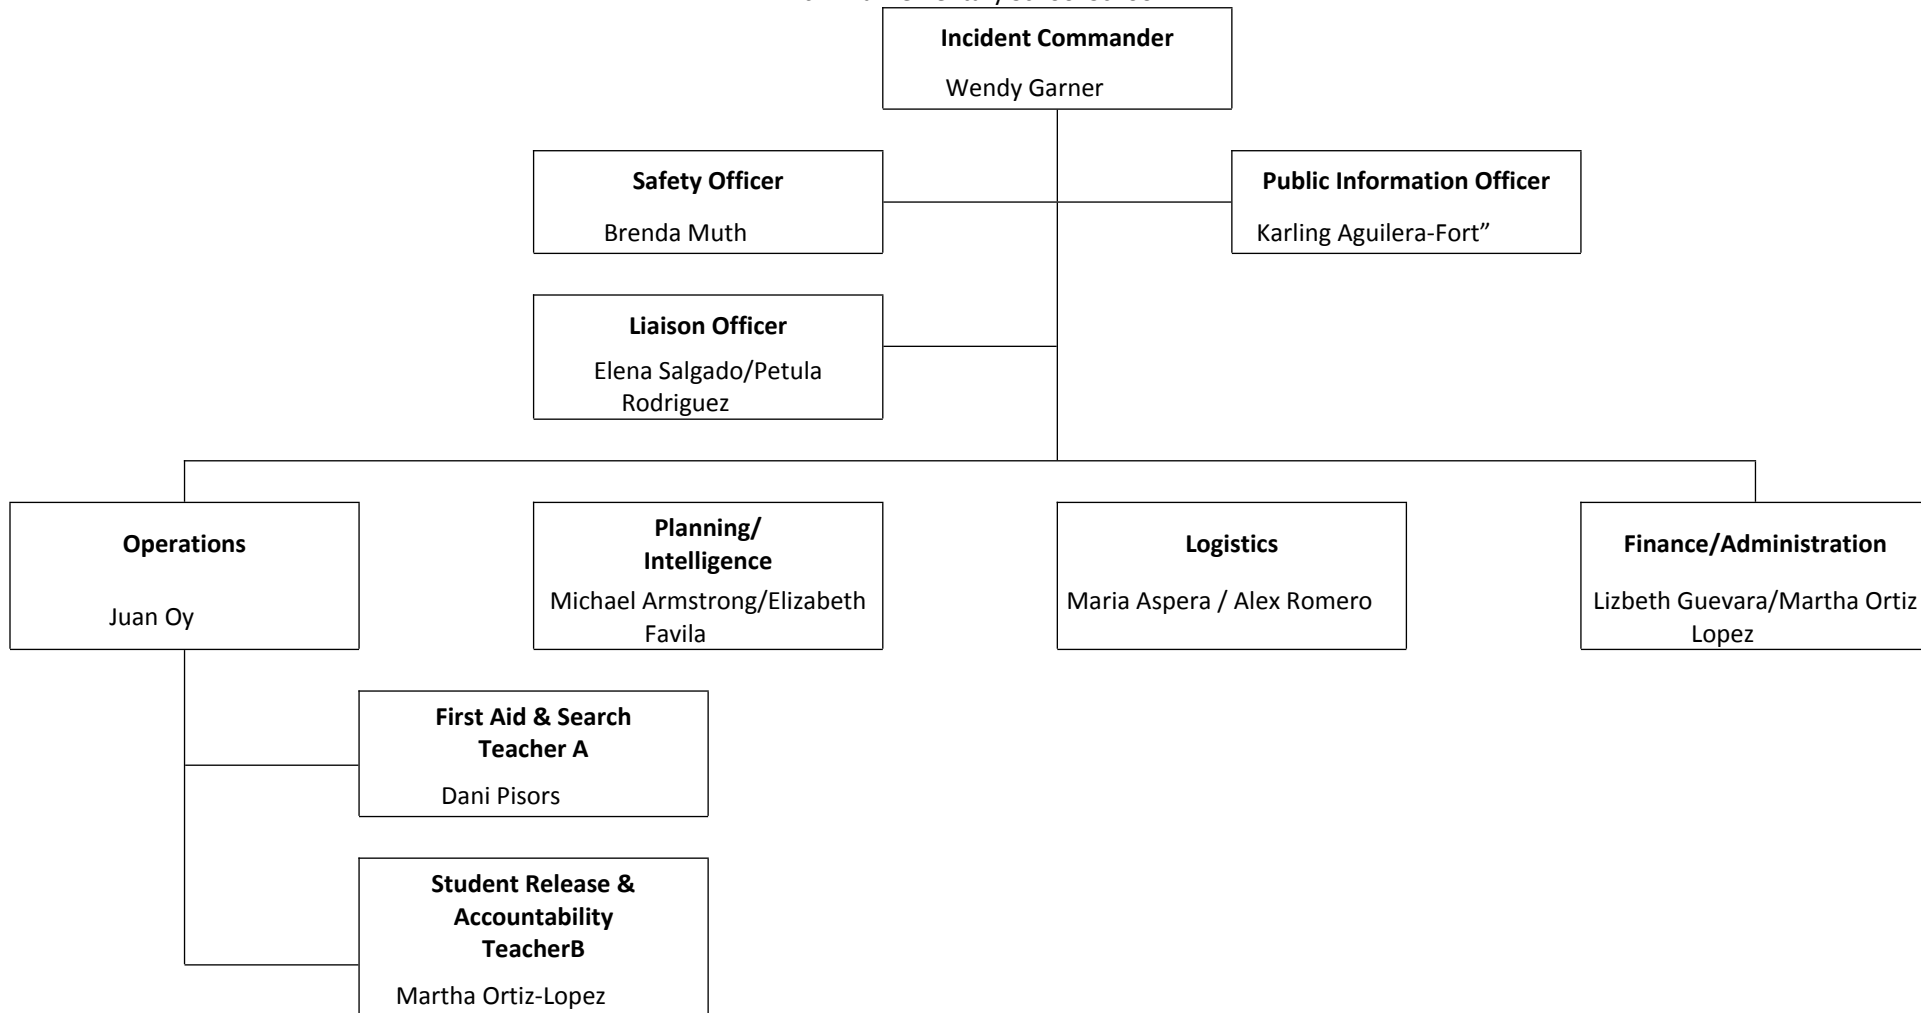 Incident Commander
Wendy Garner
Safety Officer
Brenda Muth
Public Information Officer
Karling Aguilera-Fort”
Liaison Officer
Elena Salgado/Petula
Rodriguez
Operations
Juan Oy
Planning/
Intelligence
Michael Armstrong/Elizabeth
Favila
Logistics
Maria Aspera / Alex Romero
Finance/Administration
Lizbeth Guevara/Martha Ortiz
Lopez
First Aid & Search
Teacher A
Dani Pisors
Student Release &
Accountability
TeacherB
Martha Ortiz-Lopez